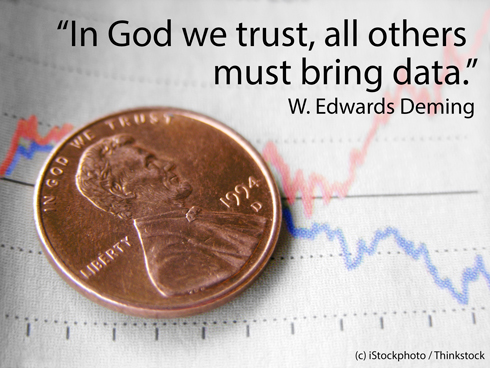 “In God we trust, all others
must bring data.”
W. Edwards Deming
IN GOD WE TRUST
1994
D
LIBERTY
(c) iStockphoto / Thinkstock